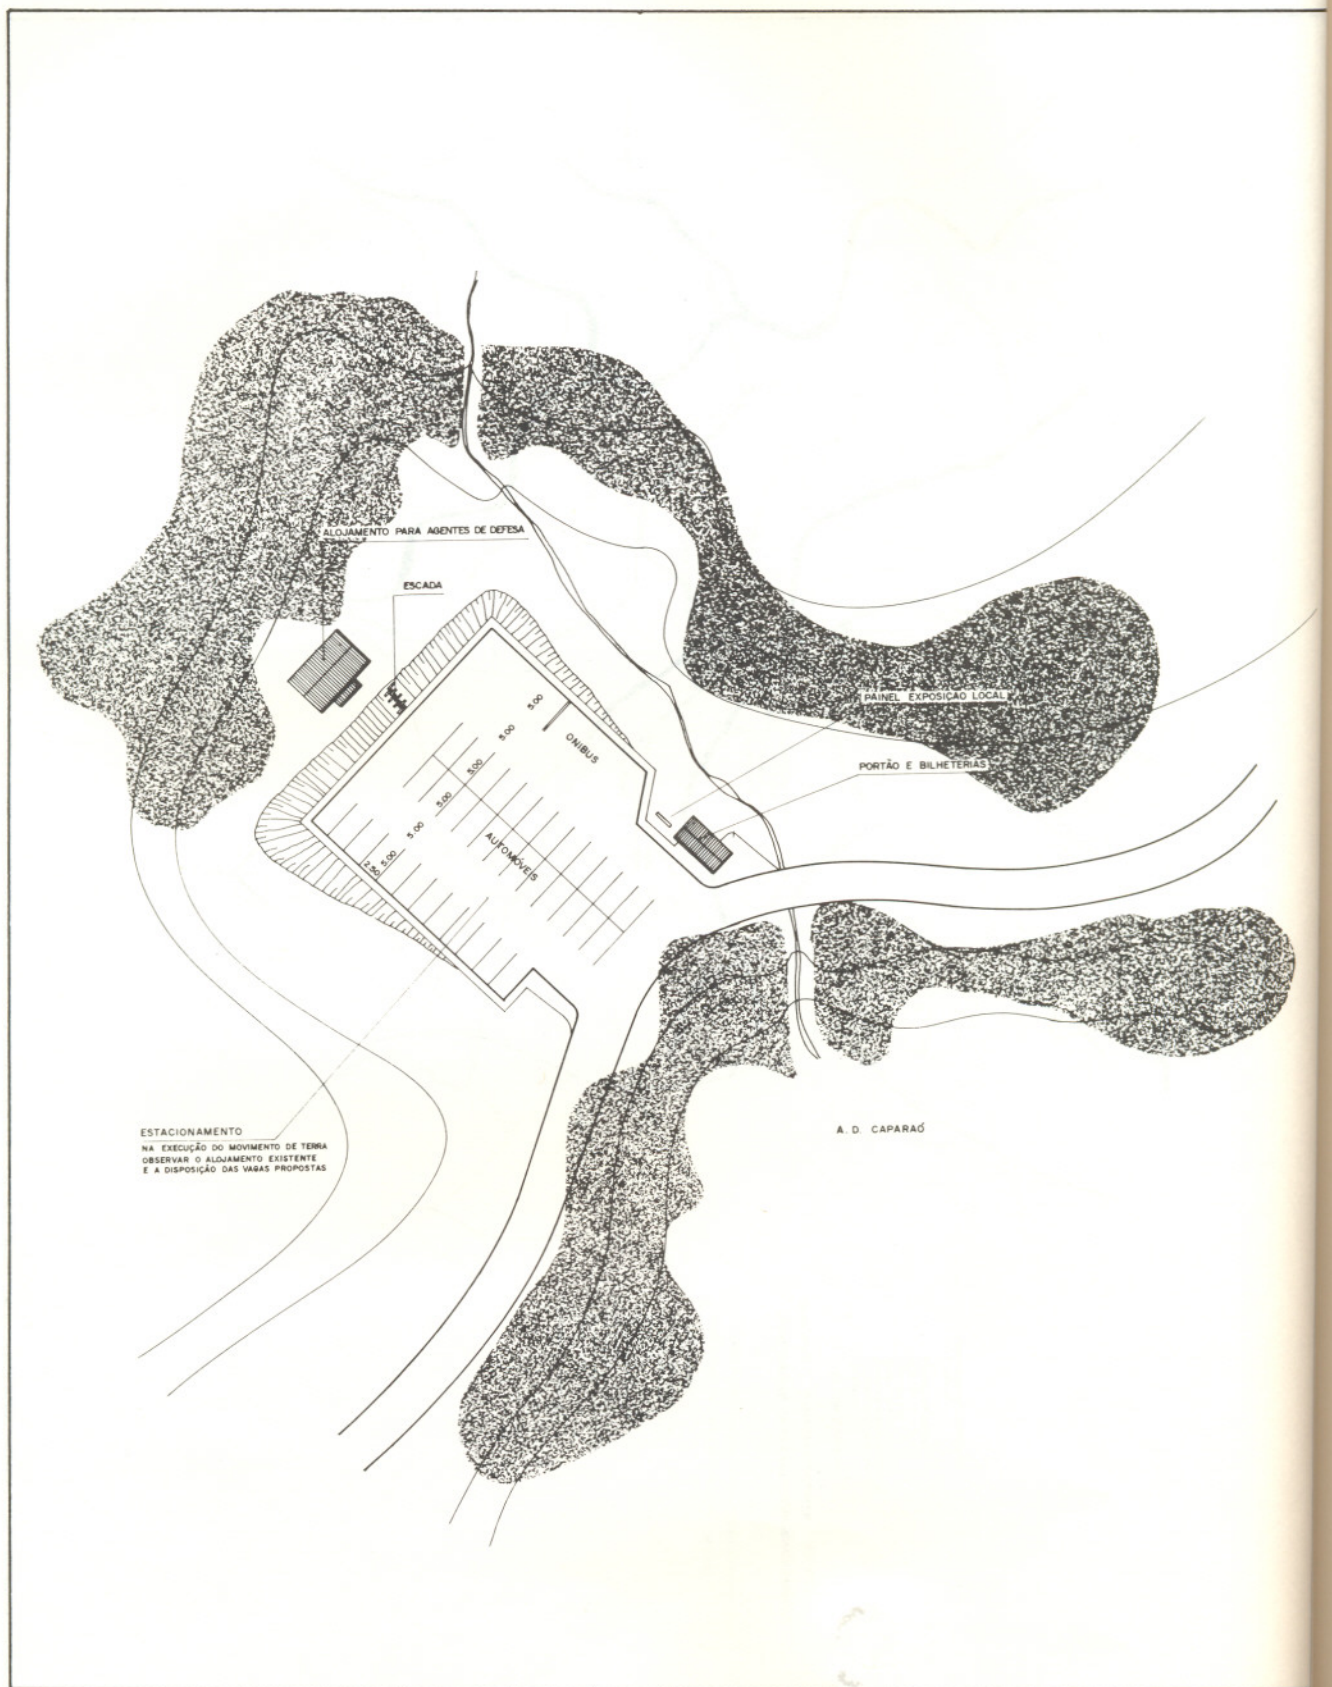 ALOJAMENTO PARA AGENTES DE DEFESA
ESCADA
PAINEL EXPOSIÇÃO LOCAL
PORTÃO E BILHETERIAS
5.00
5.00
5.00
5.00
5.00
5.00
2.50
ONIBUS
AUTOMÓVEIS
ESTACIONAMENTO
NA EXECUÇÃO DO MOVIMENTO DE TERRA
OBSERVAR O ALOJAMENTO EXISTENTE
E A DISPOSIÇÃO DAS VAGAS PROPOSTAS
A. D. CAPARAÓ